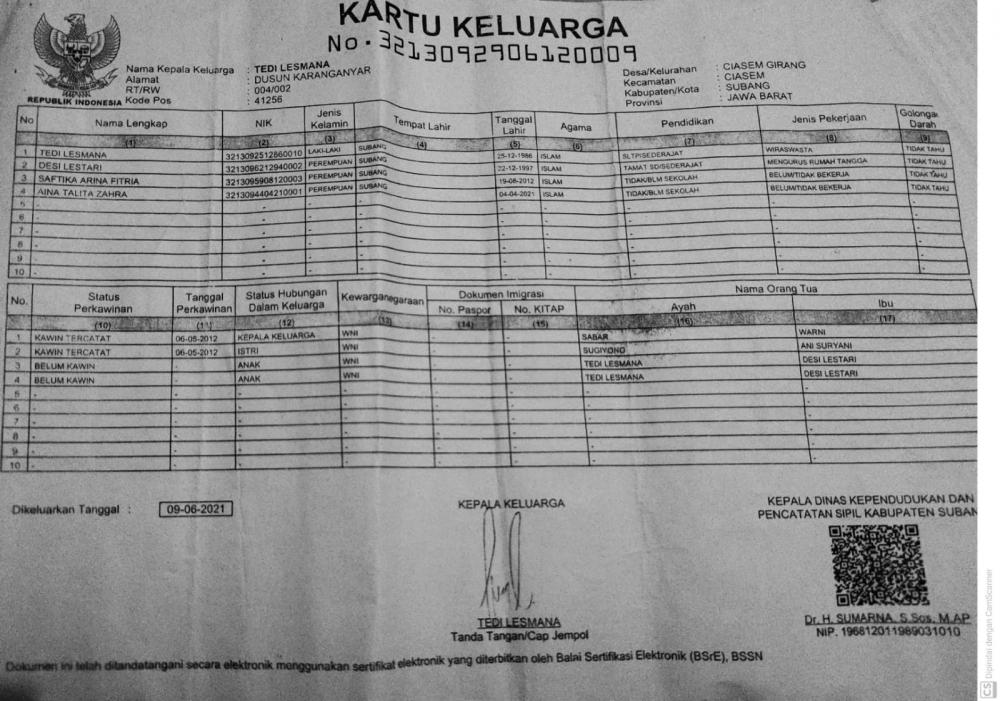 KARTU KELUARGA
No. 3213092906120009
REPUBLIK INDONESIA
Nama Kepala Keluarga : TEDI LESMANA
Alamat : DUSUN KARANGANYAR
RT/RW : 004/002
Kode Pos : 41256
Desa/Kelurahan : CIASEM GIRANG
Kecamatan : CIASEM
Kabupaten/Kota : SUBANG
Provinsi : JAWA BARAT
No Nama Lengkap NIK Jenis Kelamin Tempat Lahir Tanggal Lahir Agama Pendidikan Jenis Pekerjaan Golongan Darah
(1) (2) (3) (4) (5) (6) (7) (8) (9)
1 TEDI LESMANA 3213092512860010 LAKI-LAKI SUBANG 25-12-1986 ISLAM SLTP/SEDERAJAT WIRASWASTA TIDAK TAHU
2 DESI LESTARI 3213096212940002 PEREMPUAN SUBANG 22-12-1997 ISLAM TAMAT SD/SEDERAJAT MENGURUS RUMAH TANGGA TIDAK TAHU
3 SAFTIKA ARINA FITRIA 3213095908120003 PEREMPUAN SUBANG 19-08-2012 ISLAM TIDAK/BLM SEKOLAH BELUM/TIDAK BEKERJA TIDAK TAHU
4 AINA TALITA ZAHRA 3213094404210001 PEREMPUAN SUBANG 04-04-2021 ISLAM TIDAK/BLM SEKOLAH BELUM/TIDAK BEKERJA TIDAK TAHU
5 - - - - - - - - -
6 - - - - - - - - -
7 - - - - - - - - -
8 - - - - - - - - -
9 - - - - - - - - -
10 - - - - - - - - -
No. Status Perkawinan Tanggal Perkawinan Status Hubungan Dalam Keluarga Kewarganegaraan Dokumen Imigrasi Nama Orang Tua
No. Paspor No. KITAP Ayah Ibu
(10) (11) (12) (13) (14) (15) (16) (17)
1 KAWIN TERCATAT 06-05-2012 KEPALA KELUARGA WNI - - SABAR WARNI
2 KAWIN TERCATAT 06-05-2012 ISTRI WNI - - SUGIYONO ANI SURYANI
3 BELUM KAWIN - ANAK WNI - - TEDI LESMANA DESI LESTARI
4 BELUM KAWIN - ANAK WNI - - TEDI LESMANA DESI LESTARI
5 - - - - - - - -
6 - - - - - - - -
7 - - - - - - - -
8 - - - - - - - -
9 - - - - - - - -
10 - - - - - - - -
Dikeluarkan Tanggal : 09-06-2021
KEPALA KELUARGA
TEDI LESMANA
Tanda Tangan/Cap Jempol
KEPALA DINAS KEPENDUDUKAN DAN
PENCATATAN SIPIL KABUPATEN SUBAN
Dr. H. SUMARNA, S.Sos, M.AP
NIP. 196812011989031010
Dokumen ini telah ditandatangani secara elektronik menggunakan sertifikat elektronik yang diterbitkan oleh Balai Sertifikasi Elektronik (BSrE), BSSN
CS Dipindai dengan CamScanner